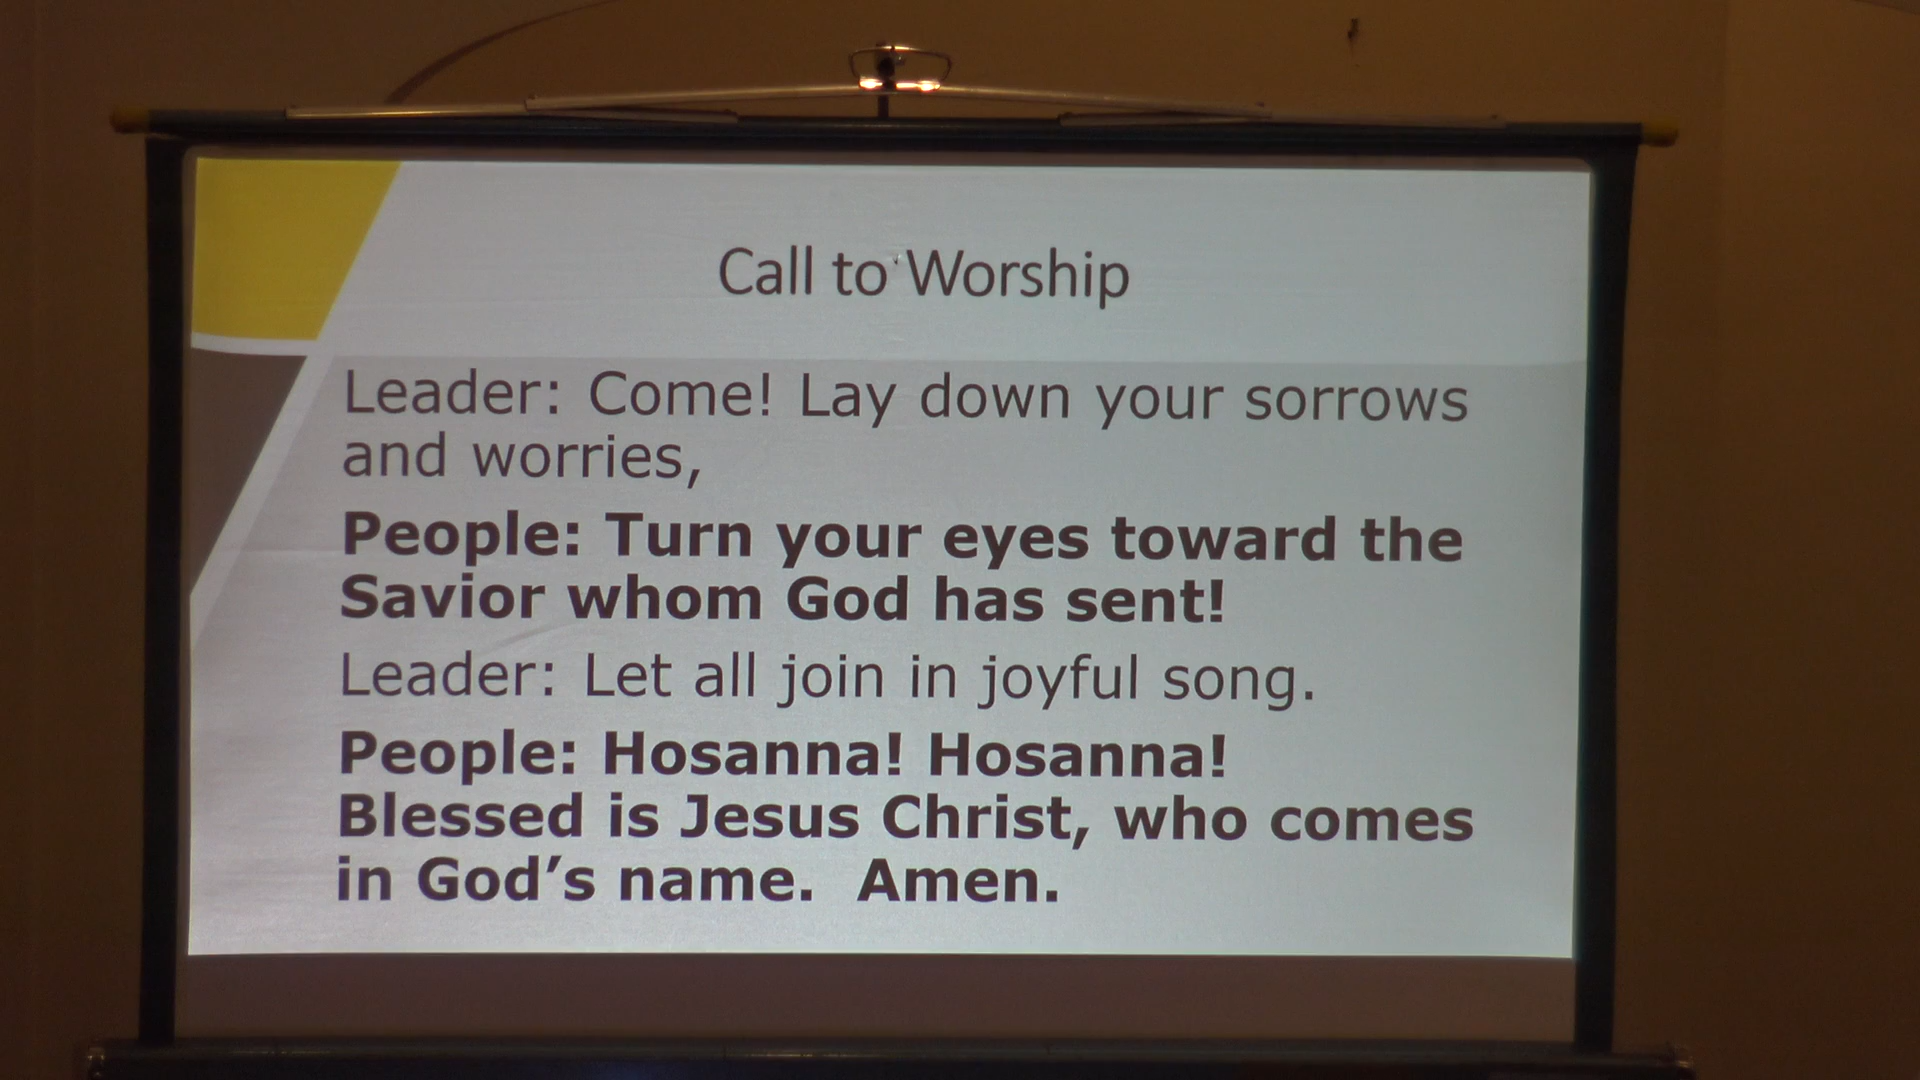 Call to Worship
Leader: Come! Lay down your sorrows
and worries,
People: Turn your eyes toward the
Savior whom God has sent!
Leader: Let all join in joyful song.
People: Hosanna! Hosanna!
Blessed is Jesus Christ, who comes
in God’s name.  Amen.